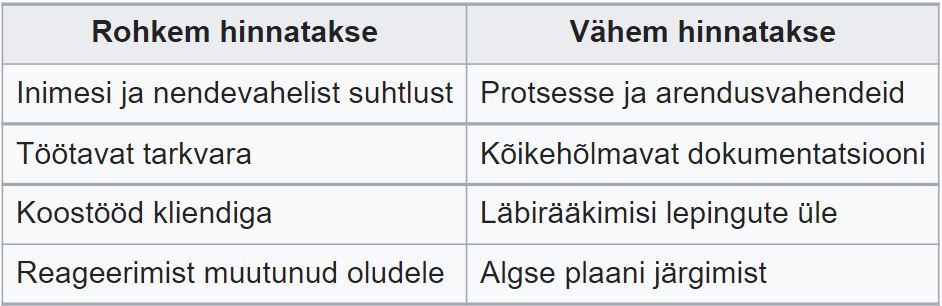 Rohkem hinnatakse Vähem hinnatakse
Inimesi ja nendevahelist suhtlust Protsesse ja arendusvahendeid
Töötavat tarkvara Kõikehõlmavat dokumentatsiooni
Koostööd kliendiga Läbirääkimisi lepingute üle
Reageerimist muutunud oludele Algse plaani järgimist